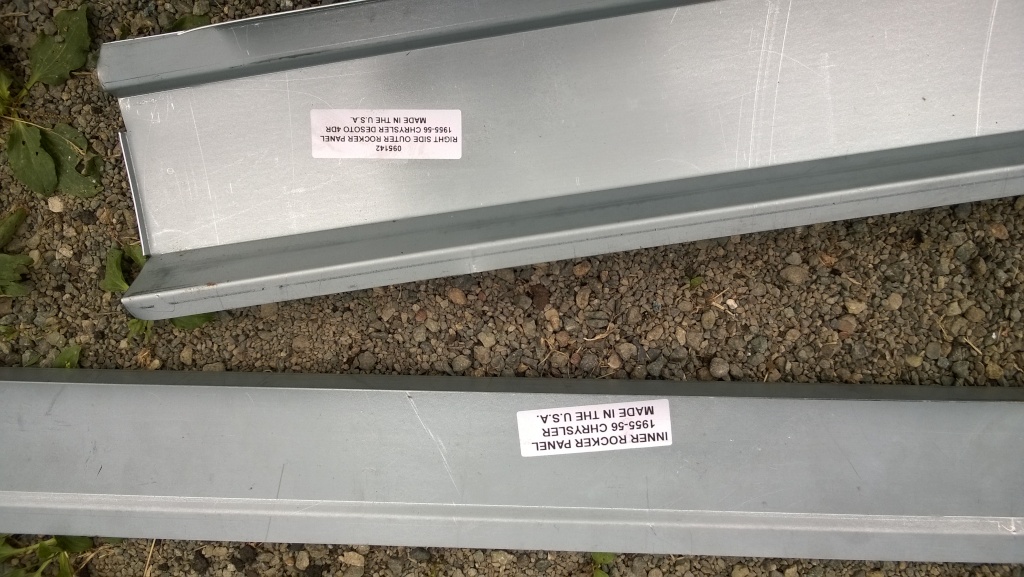 095142
RIGHT SIDE OUTER ROCKER PANEL
1955-56 CHRYSLER DESOTO 4DR
MADE IN THE U.S.A.
INNER ROCKER PANEL
1955-56 CHRYSLER
MADE IN THE U.S.A.